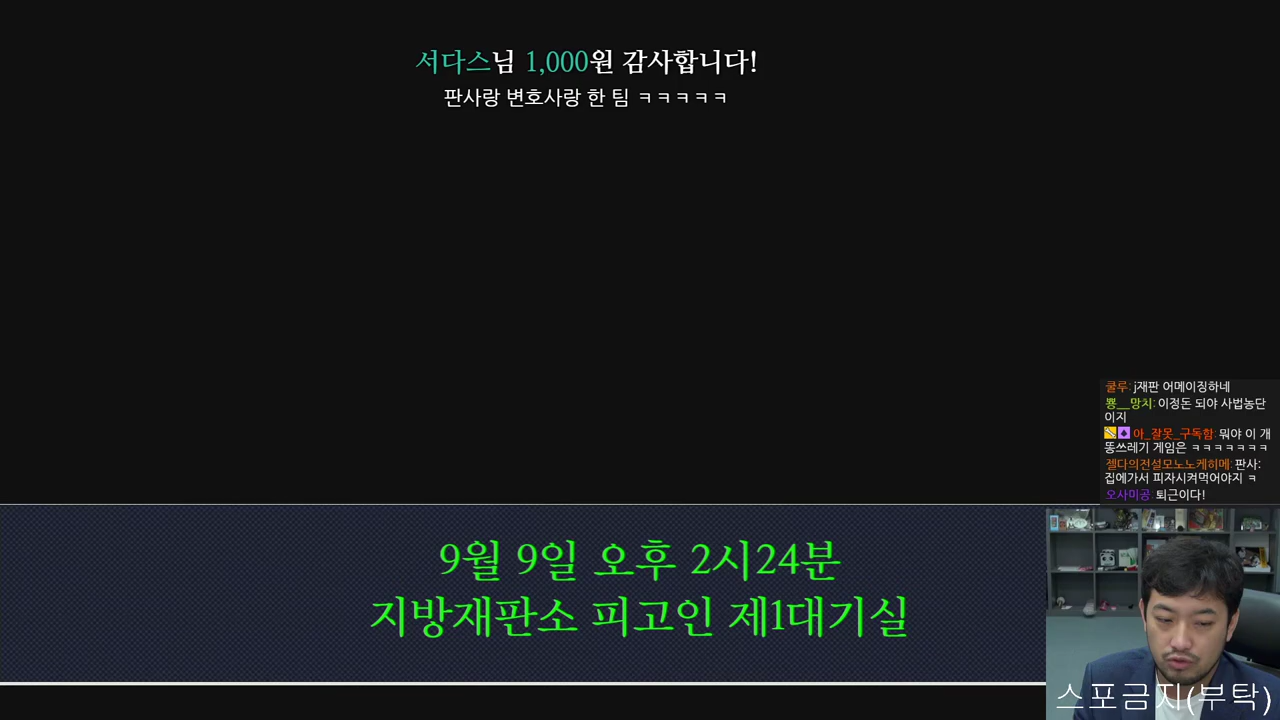 서다스님 1,000원 감사합니다!
판사랑 변호사랑 한 팀 ㅋㅋㅋㅋㅋ
쿨루: j재판 어메이징하네
뿅__망치: 이정돈 되야 사법농단
이지
아_잘못_구독함: 뭐야 이 개
똥쓰레기 게임은 ㅋㅋㅋㅋㅋㅋㅋ
젤다의전설모노노케히메: 판사:
집에가서 피자시켜먹어야지 ㅋ
오사미공: 퇴근이다!
9월 9일 오후 2시24분
지방재판소 피고인 제1대기실
스포금지(부탁)